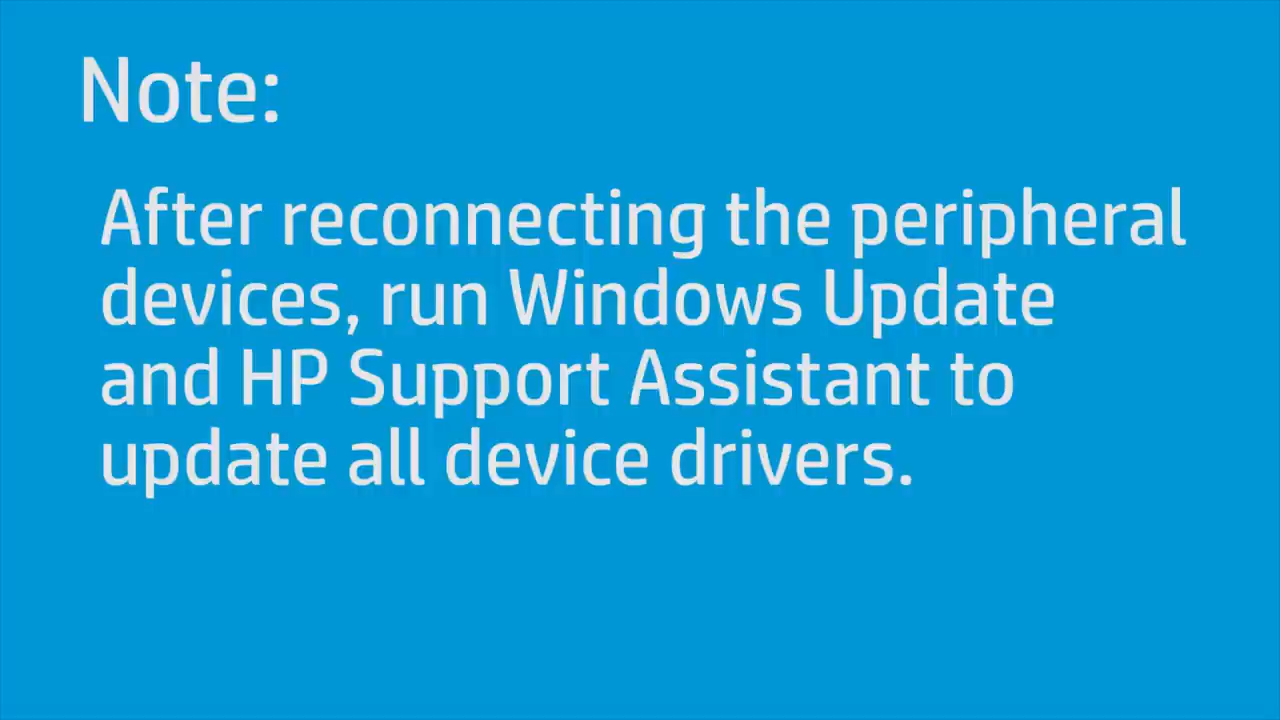 Note:
After reconnecting the peripheral
devices, run Windows Update
and HP Support Assistant to
update all device drivers.